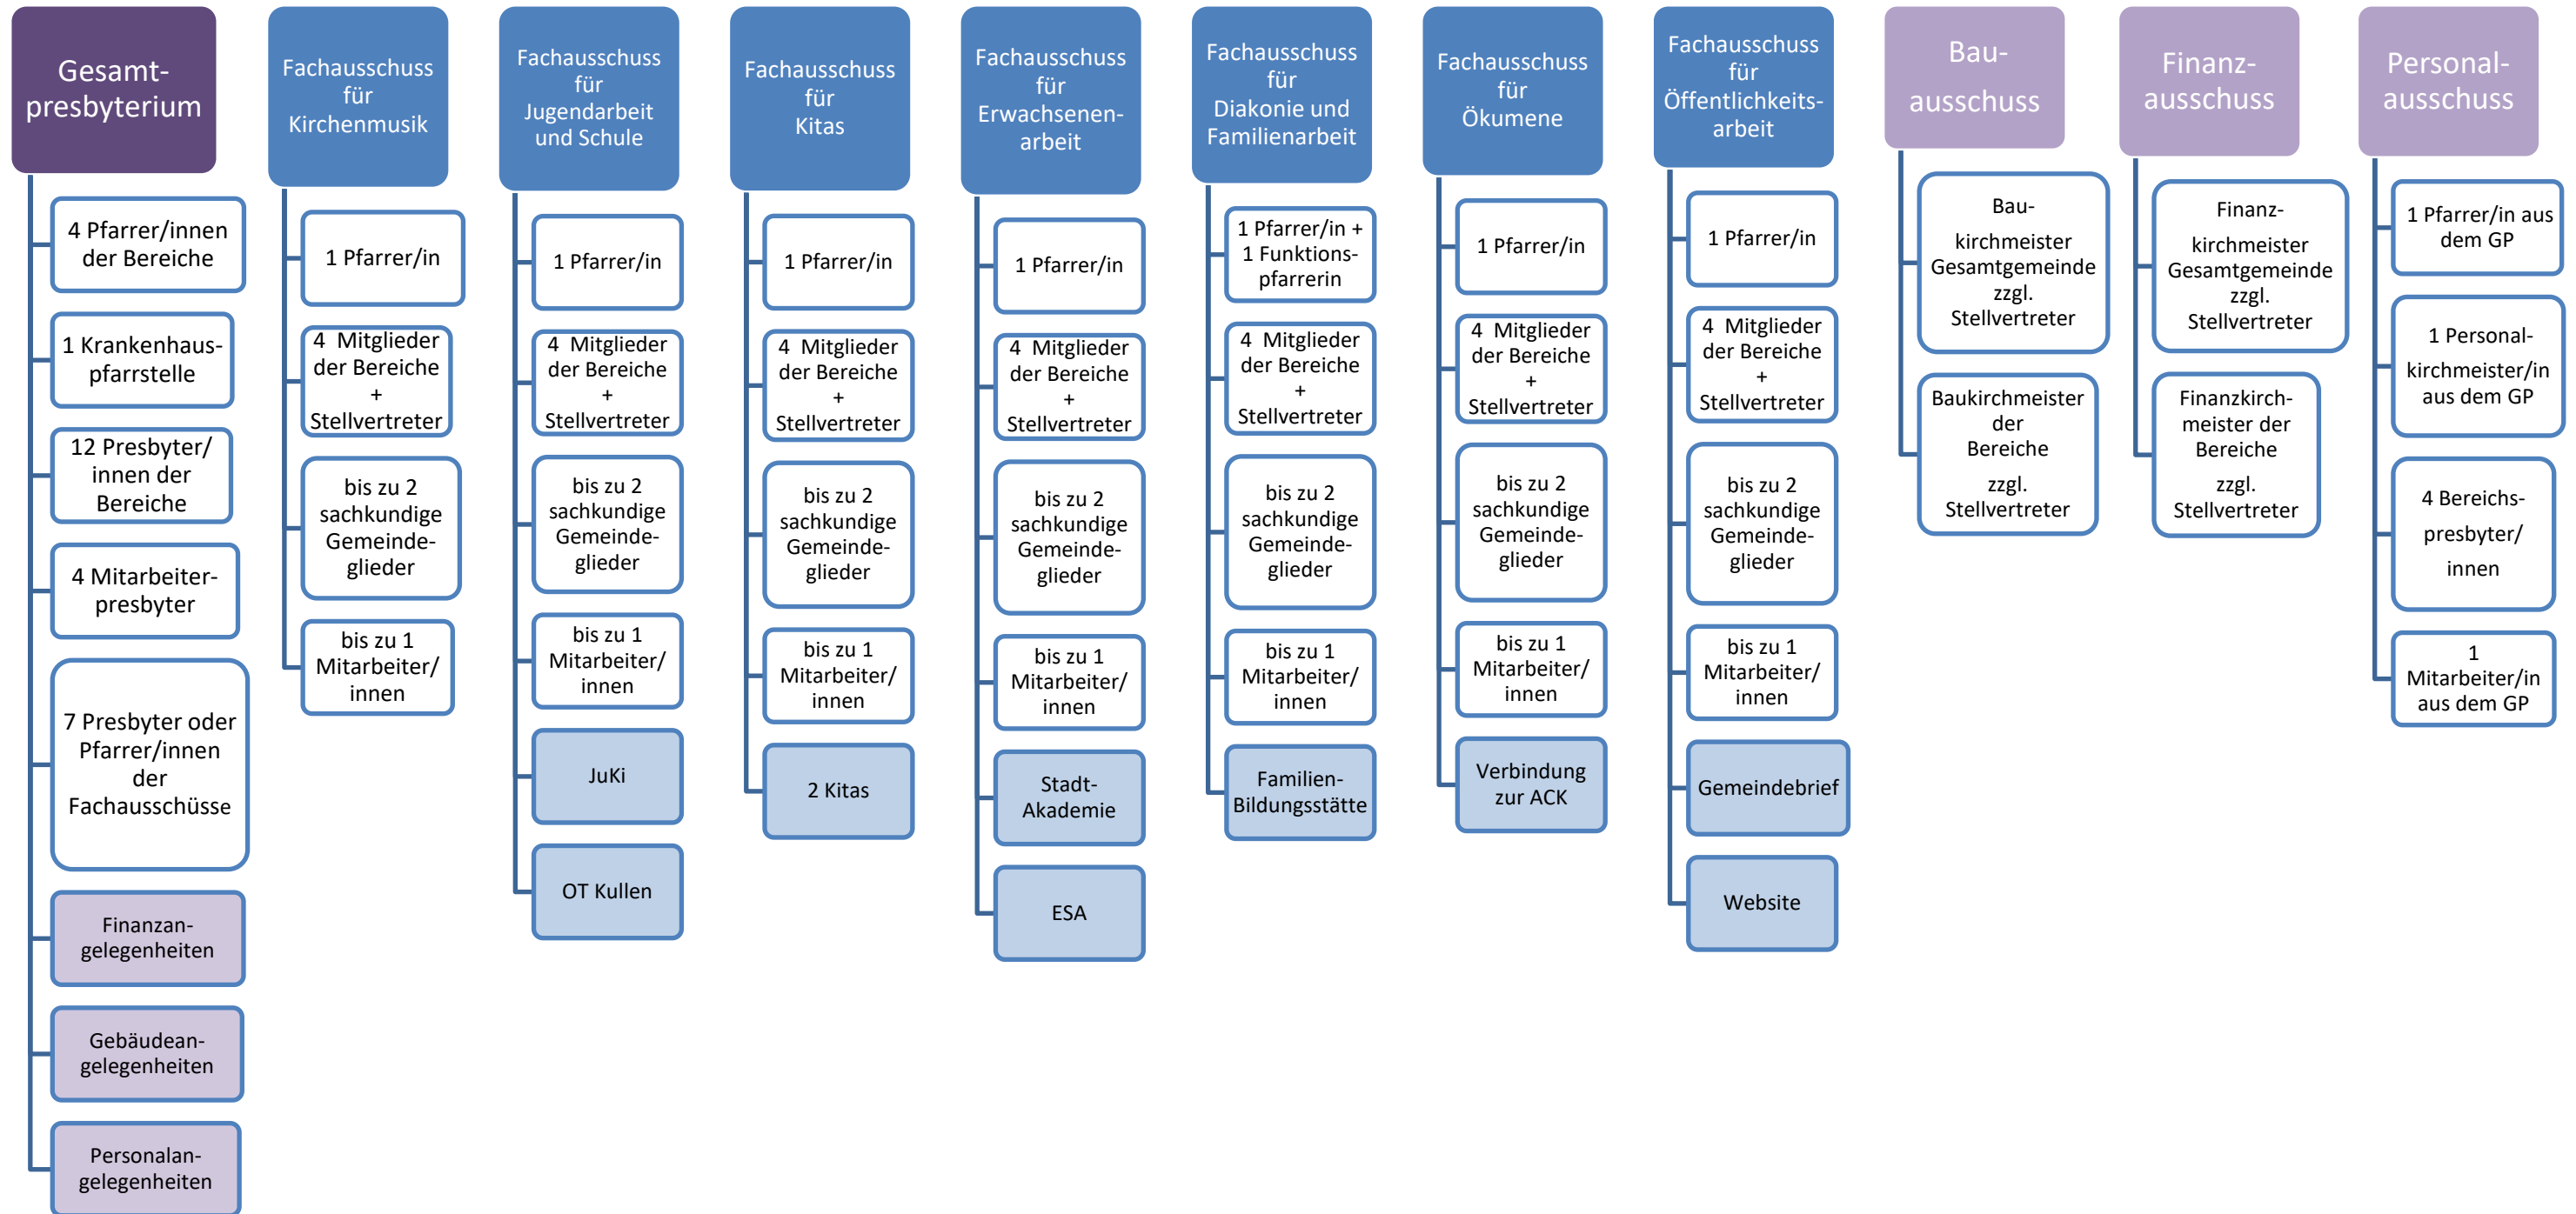 Gesamt-
presbyterium
4 Pfarrer/innen
der Bereiche
1 Krankenhaus-
pfarrstelle
12 Presbyter/
innen der
Bereiche
4 Mitarbeiter-
presbyter
7 Presbyter oder
Pfarrer/innen
der
Fachausschüsse
Finanzan-
gelegenheiten
Gebäudean-
gelegenheiten
Personalan-
gelegenheiten
Fachausschuss
für
Kirchenmusik
1 Pfarrer/in
4 Mitglieder
der Bereiche
+
Stellvertreter
bis zu 2
sachkundige
Gemeinde-
glieder
bis zu 1
Mitarbeiter/
innen
Fachausschuss
für
Jugendarbeit
und Schule
1 Pfarrer/in
4 Mitglieder
der Bereiche
+
Stellvertreter
bis zu 2
sachkundige
Gemeinde-
glieder
bis zu 1
Mitarbeiter/
innen
JuKi
OT Kullen
Fachausschuss
für
Kitas
1 Pfarrer/in
4 Mitglieder
der Bereiche
+
Stellvertreter
bis zu 2
sachkundige
Gemeinde-
glieder
bis zu 1
Mitarbeiter/
innen
2 Kitas
Fachausschuss
für
Erwachsenen-
arbeit
1 Pfarrer/in
4 Mitglieder
der Bereiche
+
Stellvertreter
bis zu 2
sachkundige
Gemeinde-
glieder
bis zu 1
Mitarbeiter/
innen
Stadt-
Akademie
ESA
Fachausschuss
für
Diakonie und
Familienarbeit
1 Pfarrer/in +
1 Funktions-
pfarrerin
4 Mitglieder
der Bereiche
+
Stellvertreter
bis zu 2
sachkundige
Gemeinde-
glieder
bis zu 1
Mitarbeiter/
innen
Familien-
Bildungsstätte
Fachausschuss
für
Ökumene
1 Pfarrer/in
4 Mitglieder
der Bereiche
+
Stellvertreter
bis zu 2
sachkundige
Gemeinde-
glieder
bis zu 1
Mitarbeiter/
innen
Verbindung
zur ACK
Fachausschuss
für
Öffentlichkeits-
arbeit
1 Pfarrer/in
4 Mitglieder
der Bereiche
+
Stellvertreter
bis zu 2
sachkundige
Gemeinde-
glieder
bis zu 1
Mitarbeiter/
innen
Gemeindebrief
Website
Bau-
ausschuss
Bau-
kirchmeister
Gesamtgemeinde
zzgl.
Stellvertreter
Baukirchmeister
der
Bereiche
zzgl.
Stellvertreter
Finanz-
ausschuss
Finanz-
kirchmeister
Gesamtgemeinde
zzgl.
Stellvertreter
Finanzkirch-
meister der
Bereiche
zzgl.
Stellvertreter
Personal-
ausschuss
1 Pfarrer/in aus
dem GP
1 Personal-
kirchmeister/in
aus dem GP
4 Bereichs-
presbyter/
innen
1
Mitarbeiter/in
aus dem GP